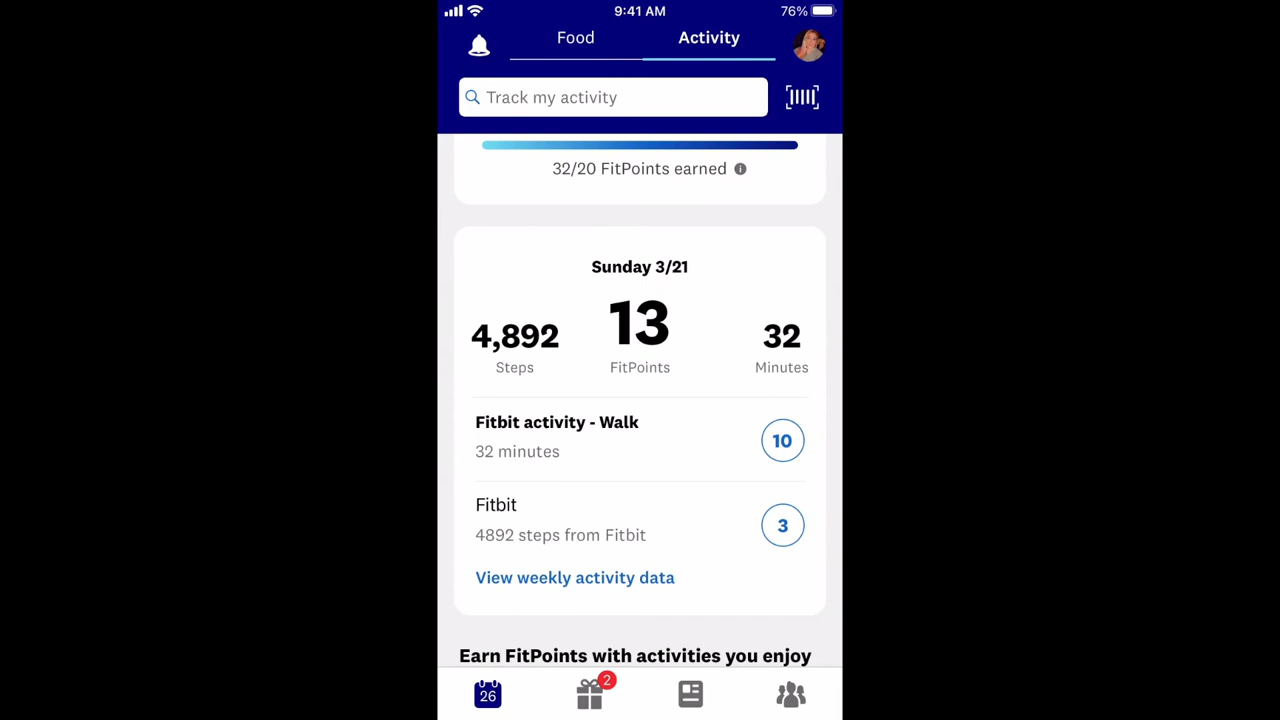 9:41 AM
76%
Food
Activity
Track my activity
32/20 FitPoints earned
Sunday 3/21
4,892
Steps
13
FitPoints
32
Minutes
Fitbit activity - Walk
32 minutes
10
Fitbit
4892 steps from Fitbit
3
View weekly activity data
Earn FitPoints with activities you enjoy
26
2